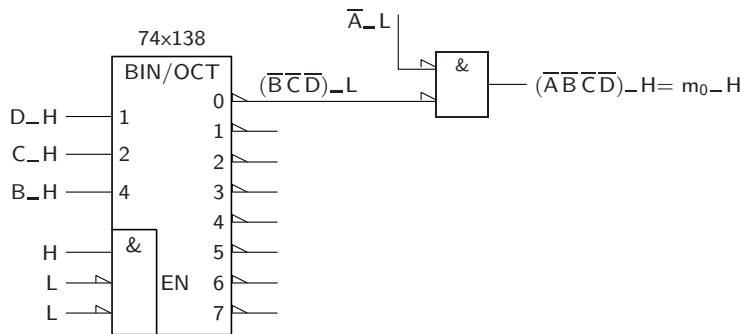 A̅_L
74x138
BIN/OCT
&
0 (B̅ C̅ D̅)_L
(A̅ B̅ C̅ D̅)_H= m₀_H
D_H 1
1
C_H 2
2
B_H 4
3
4
H &
5
L EN 6
L 7